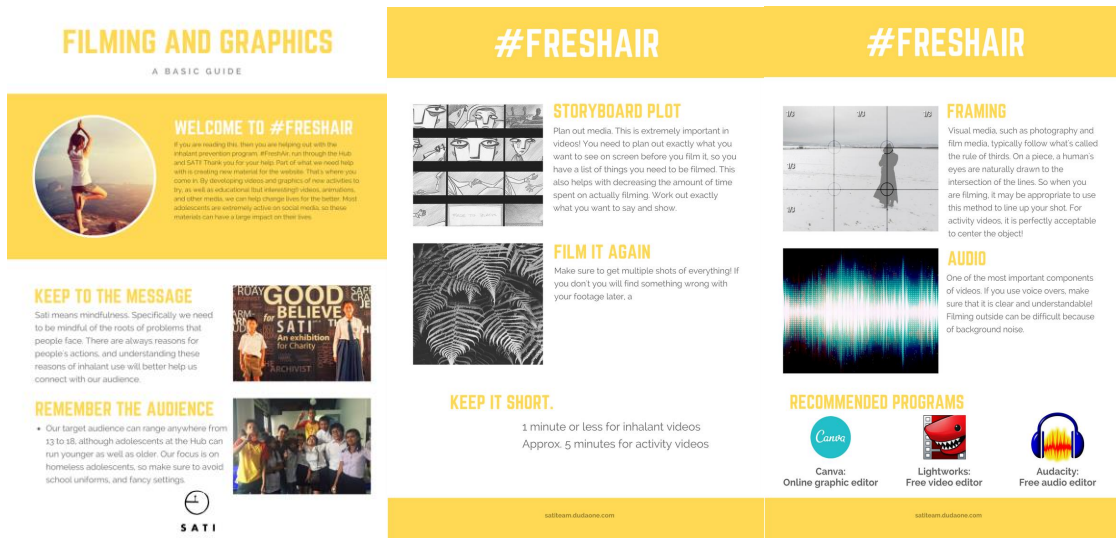 FILMING AND GRAPHICS
A BASIC GUIDE
WELCOME TO #FRESHAIR
If you are reading this, then you are helping out with the
inhalant prevention program, #FreshAir, run through the Hub
and SATI! Thank you for your help. Part of what we need help
with is creating new material for the website. That's where you
come in. By developing videos and graphics of new activities to
try, as well as educational (but interesting!) videos, animations,
and other media, we can help change lives for the better. Most
adolescents are extremely active on social media, so these
materials can have a large impact on their lives.
KEEP TO THE MESSAGE
Sati means mindfulness. Specifically we need
to be mindful of the roots of problems that
people face. There are always reasons for
people's actions, and understanding these
reasons of inhalant use will better help us
connect with our audience.
GOOD
for BELIEVE
SATI
An exhibition
for Charity
ARCHIVIST
REMEMBER THE AUDIENCE
• Our target audience can range anywhere from
13 to 18, although adolescents at the Hub can
run younger as well as older. Our focus is on
homeless adolescents, so make sure to avoid
school uniforms, and fancy settings.
SATI
#FRESHAIR
STORYBOARD PLOT
Plan out media. This is extremely important in
videos! You need to plan out exactly what you
want to see on screen before you film it, so you
have a list of things you need to be filmed. This
also helps with decreasing the amount of time
spent on actually filming. Work out exactly
what you want to say and show.
FILM IT AGAIN
Make sure to get multiple shots of everything! If
you don't you will find something wrong with
your footage later, a
KEEP IT SHORT.
1 minute or less for inhalant videos
Approx. 5 minutes for activity videos
satiteam.dudaone.com
#FRESHAIR
1/3 1/3 1/3
1/3
1/3
FRAMING
Visual media, such as photography and
film media, typically follow what's called
the rule of thirds. On a piece, a human's
eyes are naturally drawn to the
intersection of the lines. So when you
are filming, it may be appropriate to use
this method to line up your shot. For
activity videos, it is perfectly acceptable
to center the object!
AUDIO
One of the most important components
of videos. If you use voice overs, make
sure that it is clear and understandable!
Filming outside can be difficult because
of background noise.
RECOMMENDED PROGRAMS
Canva
Canva:
Online graphic editor
Lightworks:
Free video editor
Audacity:
Free audio editor
satiteam.dudaone.com